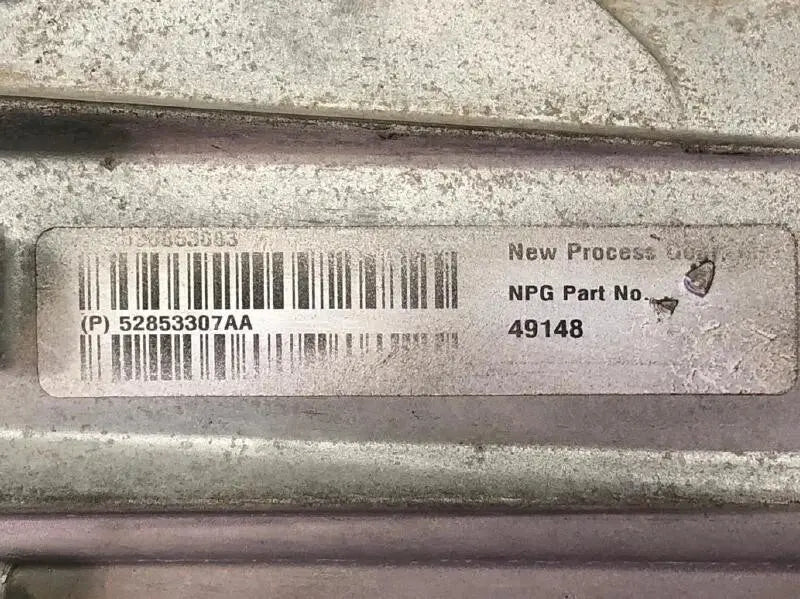 New Process
NPG Part No.
(P) 52853307AA
49148